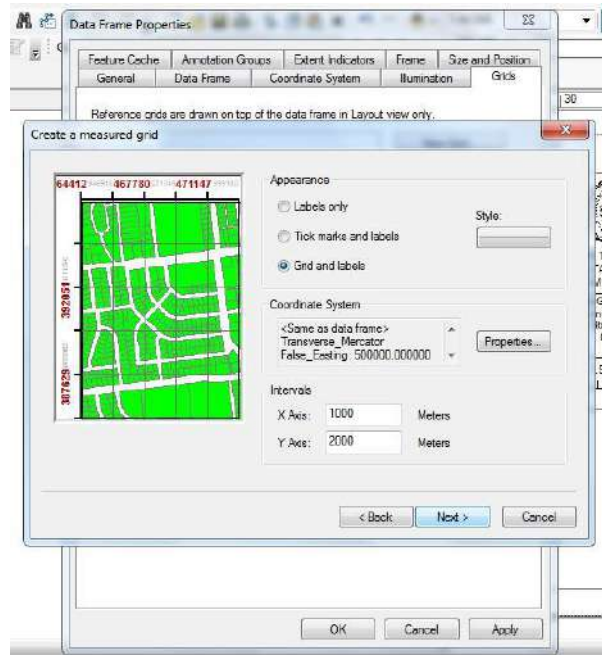 Data Frame Properties
Feature Cache Annotation Groups Extent Indicators Frame Size and Position
General Data Frame Coordinate System Illumination Grids
30
Reference grids are drawn on top of the data frame in Layout view only.
Create a measured grid
64412 467780 471147
392051
387629
Appearance
Labels only
Tick marks and labels
Grid and labels
Style:
Coordinate System
<Same as data frame>
Transverse_Mercator
False_Easting: 500000.000000
Properties...
Intervals
X Axis: 1000 Meters
Y Axis: 2000 Meters
< Back Next > Cancel
OK Cancel Apply